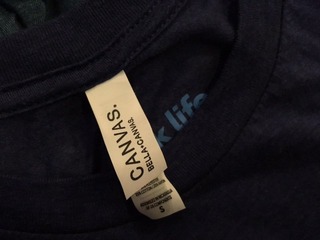 CANVAS.
BELLA+CANVAS.
k life
S